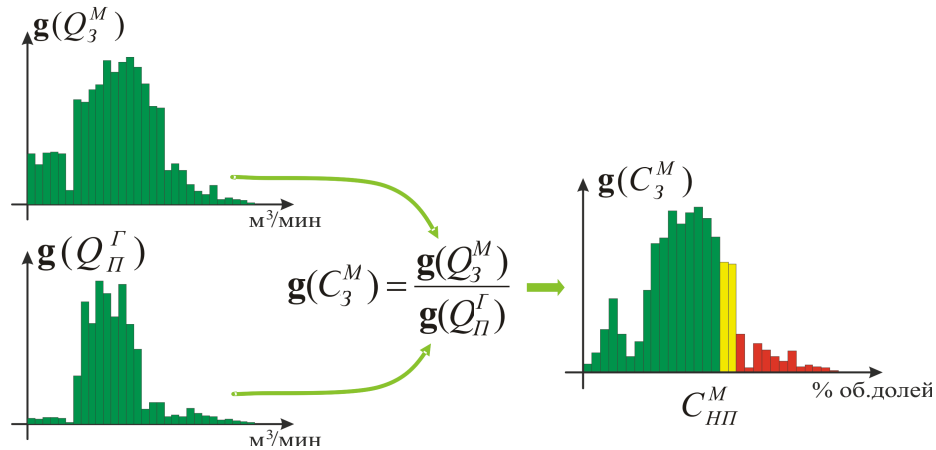 g(Q_З^М)
м³/мин
g(Q_П^Г)
м³/мин
g(C_З^М) = g(Q_З^М) / g(Q_П^Г)
g(C_З^М)
% об.долей
C_НП^М